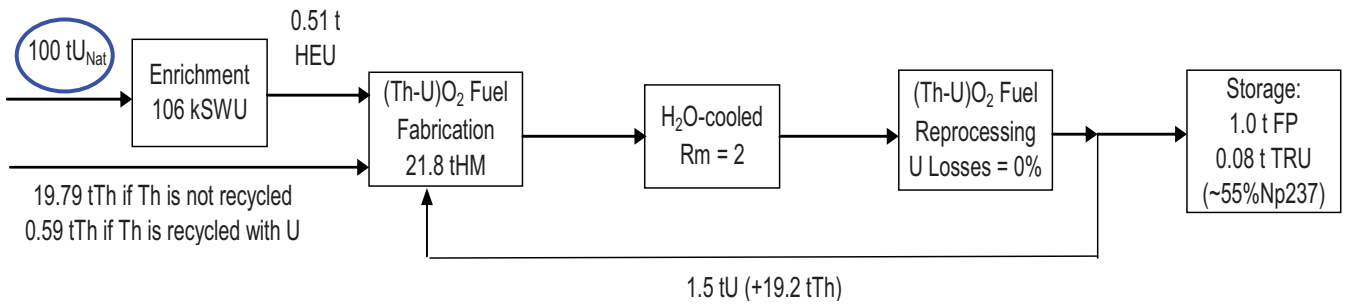 100 tU_Nat
Enrichment
106 kSWU
0.51 t
HEU
19.79 tTh if Th is not recycled
0.59 tTh if Th is recycled with U
(Th-U)O₂ Fuel
Fabrication
21.8 tHM
H₂O-cooled
Rm = 2
(Th-U)O₂ Fuel
Reprocessing
U Losses = 0%
Storage:
1.0 t FP
0.08 t TRU
(~55%Np237)
1.5 tU (+19.2 tTh)